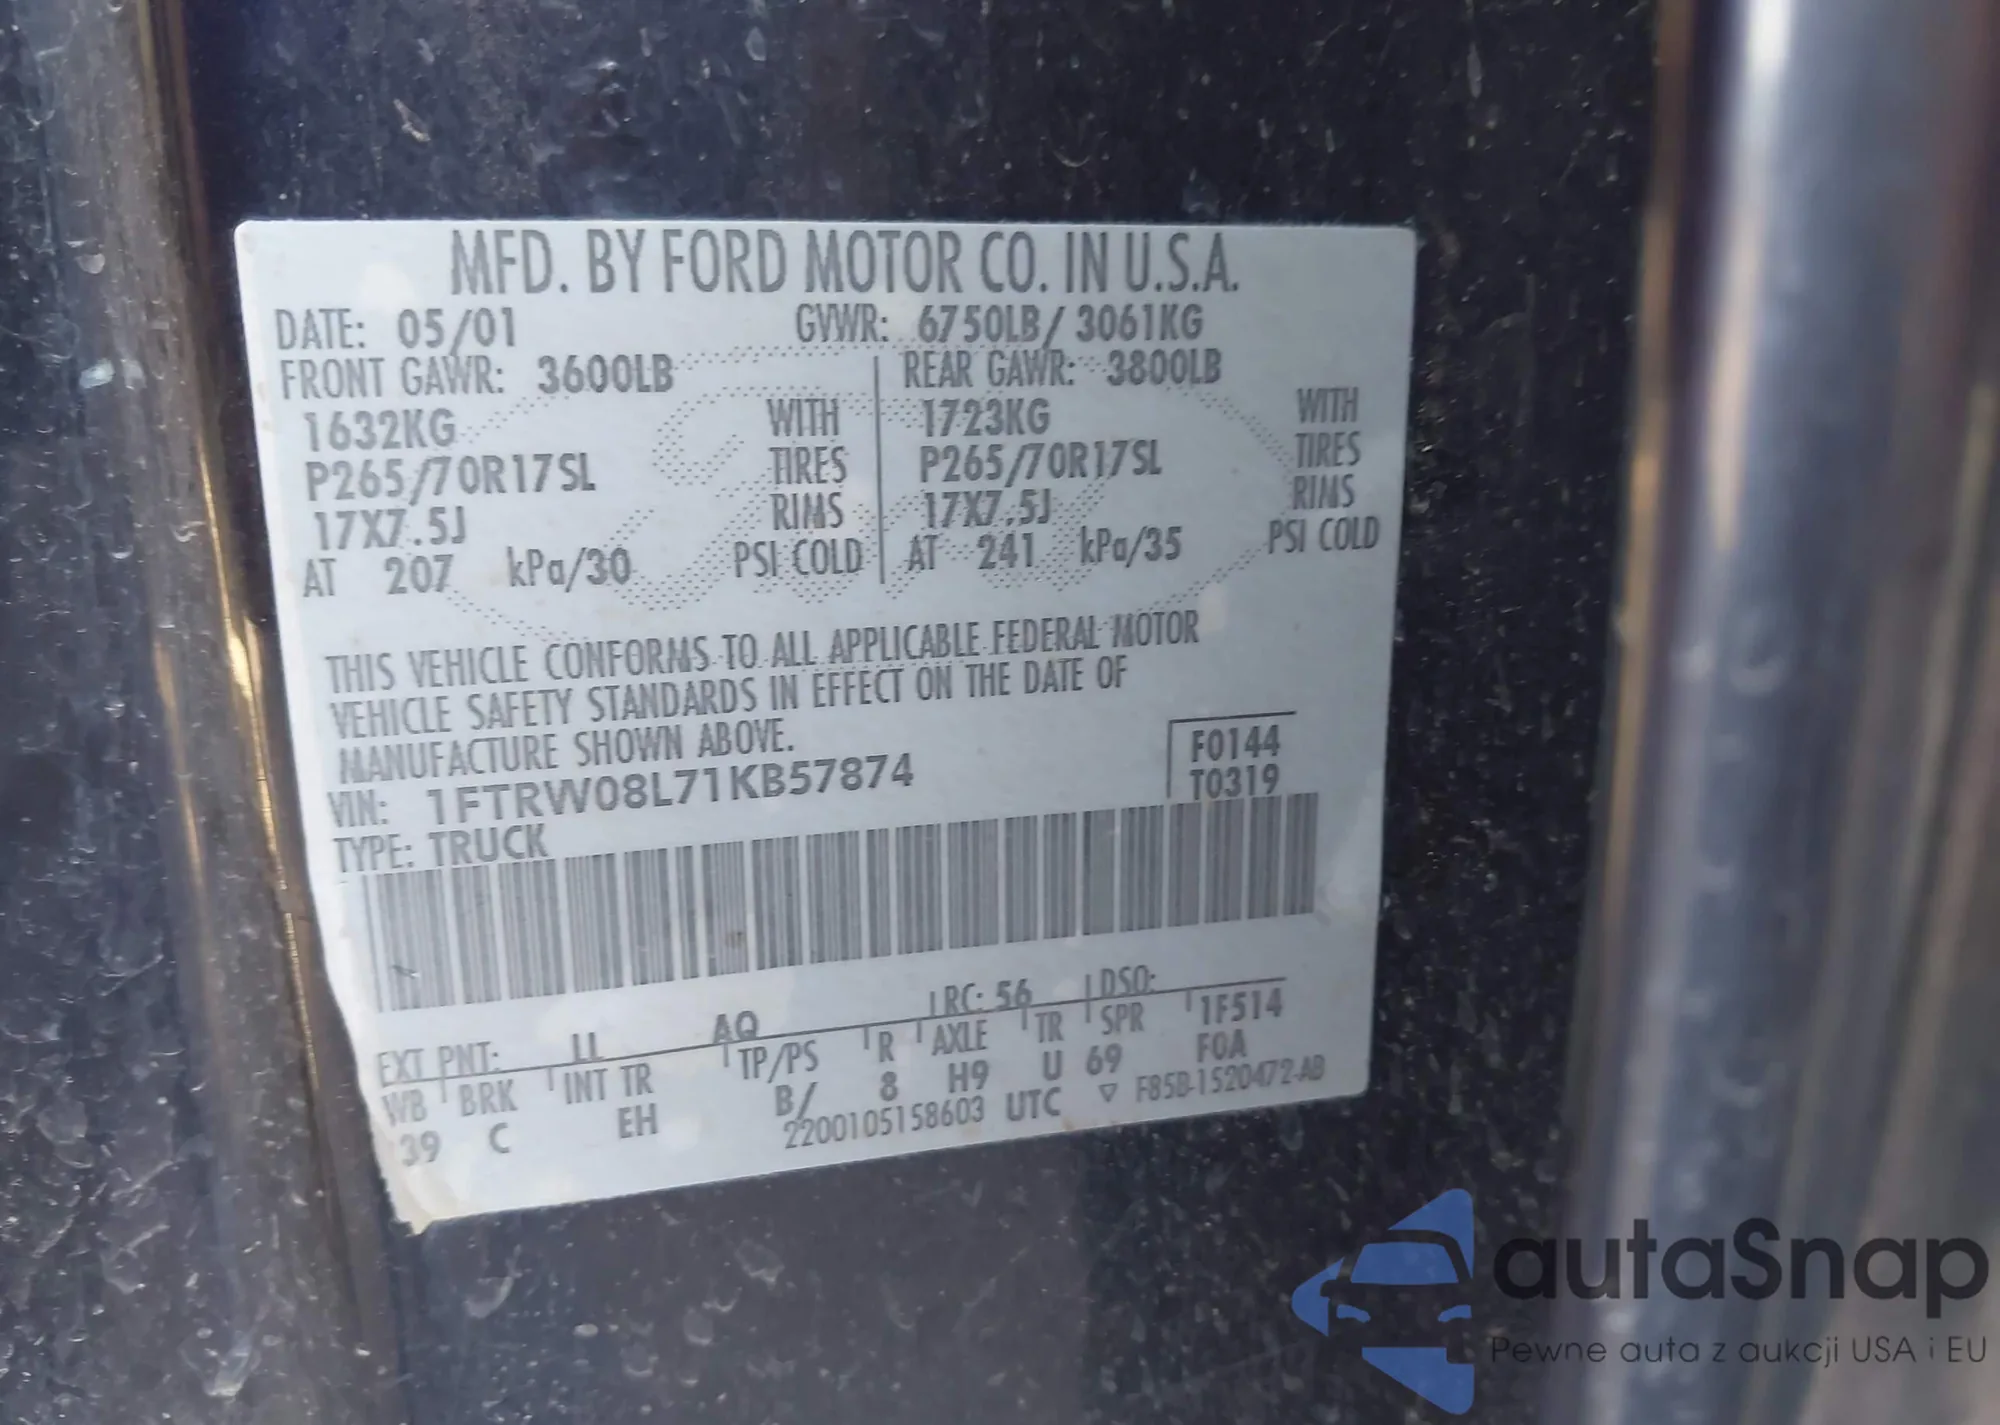 MFD. BY FORD MOTOR CO. IN U.S.A.
DATE: 05/01 GVWR: 6750LB/ 3061KG
FRONT GAWR: 3600LB REAR GAWR: 3800LB
1632KG WITH 1723KG WITH
P265/70R17SL TIRES P265/70R17SL TIRES
17X7.5J RIMS 17X7.5J RIMS
AT 207 kPa/30 PSI COLD AT 241 kPa/35 PSI COLD
THIS VEHICLE CONFORMS TO ALL APPLICABLE FEDERAL MOTOR
VEHICLE SAFETY STANDARDS IN EFFECT ON THE DATE OF
MANUFACTURE SHOWN ABOVE.
F0144
VIN: 1FTRW08L71KB57874
T0319
TYPE: TRUCK
EXT PNT: LL AQ RC: 56 DSO:
WB BRK INT TR TP/PS R AXLE TR SPR 1F514
39 C EH B/ 8 H9 U 69 F0A
2200105158603 UTC ▽ F85B-1520472-AB
autaSnap
Pewne auta z aukcji USA i EU